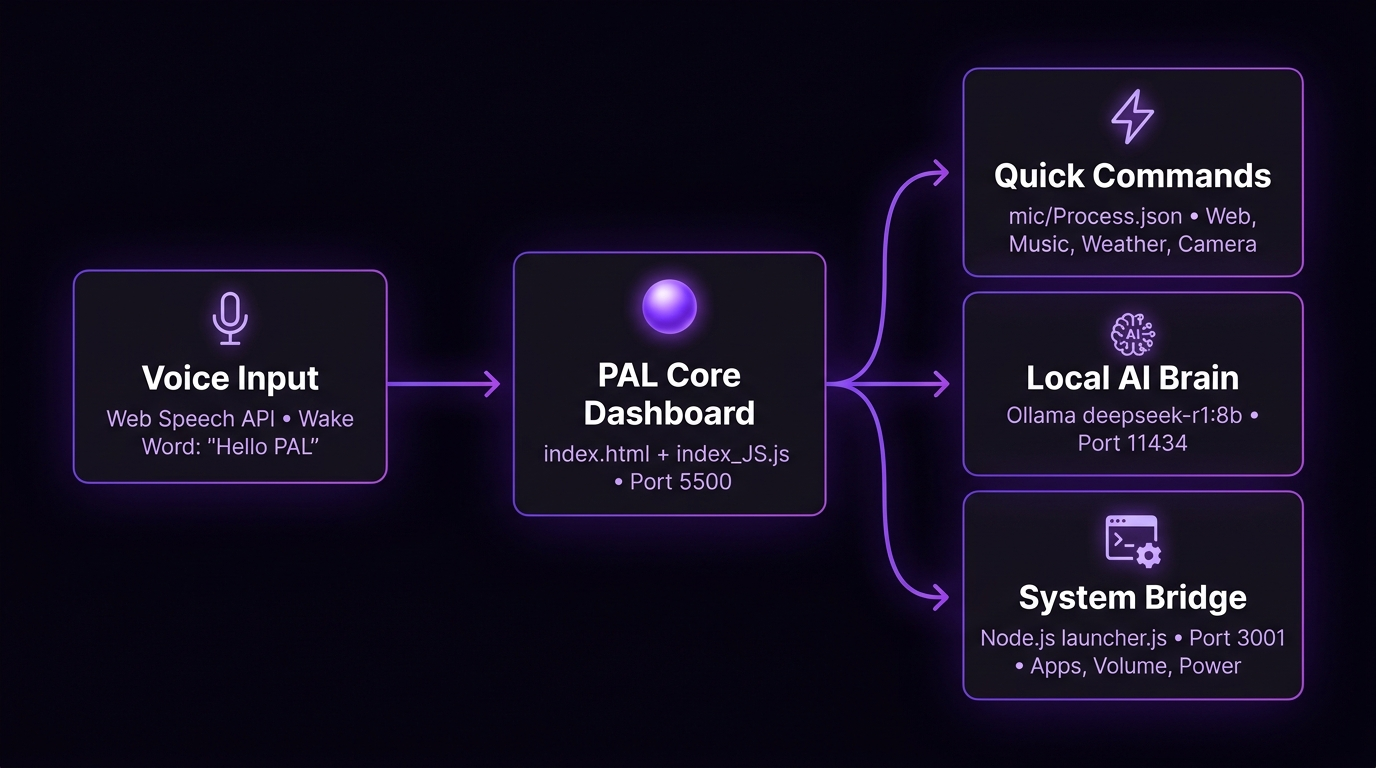 Voice Input
Web Speech API • Wake
Word: "Hello PAL”
PAL Core
Dashboard
index.html + index_JS.js
• Port 5500
Quick Commands
mic/Process.json • Web,
Music, Weather, Camera
AI
Local AI Brain
Ollama deepseek-r1:8b •
Port 11434
System Bridge
Node.js launcher.js • Port 3001
• Apps, Volume, Power